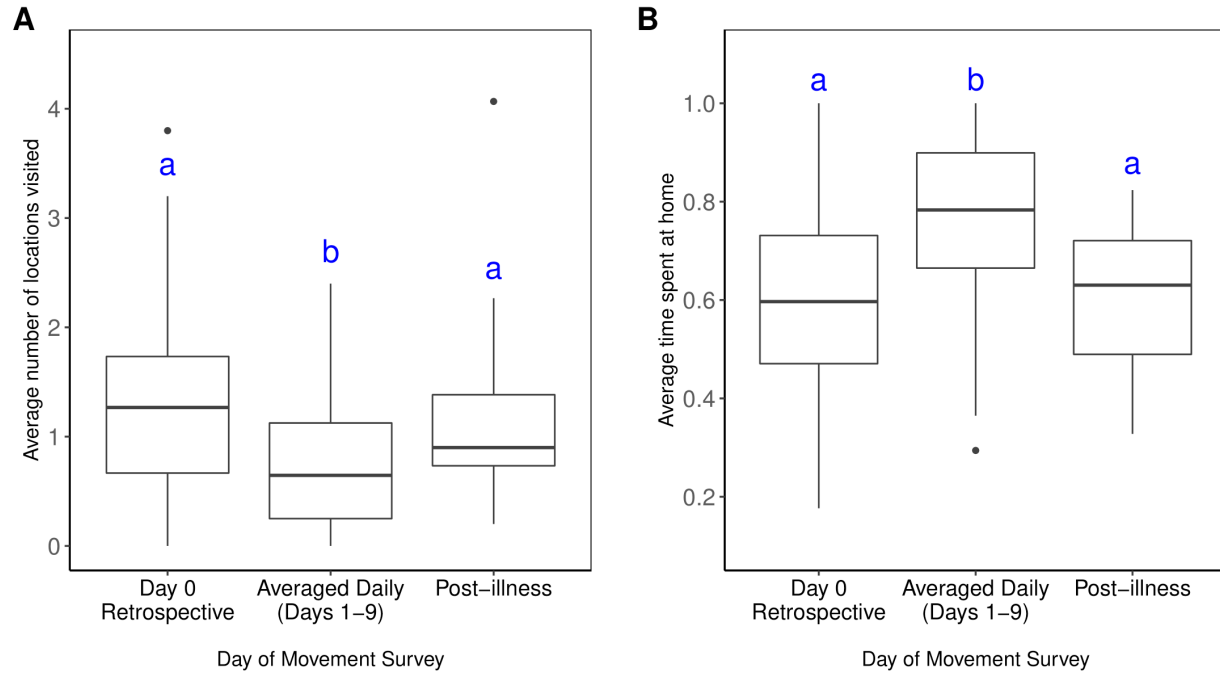 A
Average number of locations visited
4
3
2
1
0
a
b
a
Day 0
Retrospective
Averaged Daily
(Days 1–9)
Post–illness
Day of Movement Survey
B
Average time spent at home
1.0
0.8
0.6
0.4
0.2
a
b
a
Day 0
Retrospective
Averaged Daily
(Days 1–9)
Post–illness
Day of Movement Survey